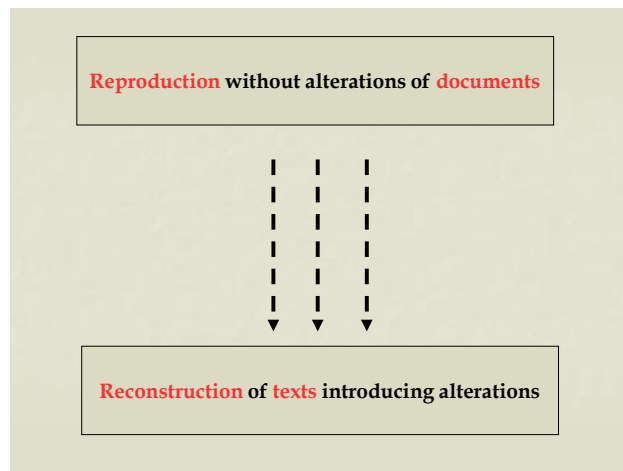 Reproduction without alterations of documents
Reconstruction of texts introducing alterations